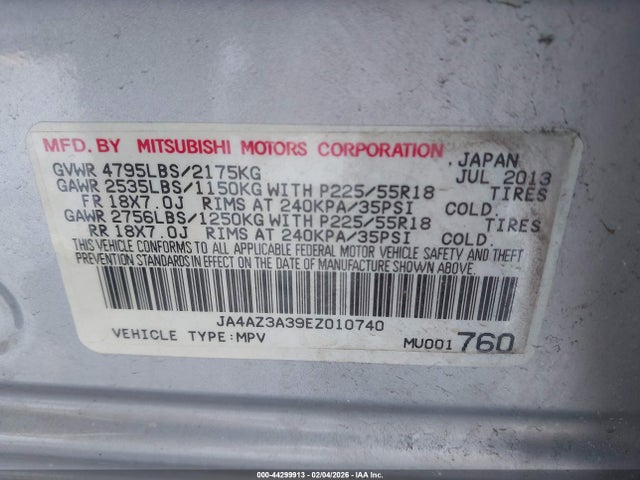 MFD. BY MITSUBISHI MOTORS CORPORATION. JAPAN
GVWR 4795LBS/2175KG JUL 2013
GAWR 2535LBS/1150KG WITH P225/55R18 TIRES
FR 18X7.0J RIMS AT 240KPA/35PSI COLD.
GAWR 2756LBS/1250KG WITH P225/55R18 TIRES
RR 18X7.0J RIMS AT 240KPA/35PSI COLD.
THIS VEHICLE CONFORMS TO ALL APPLICABLE FEDERAL MOTOR VEHICLE SAFETY AND THEFT
PREVENTION STANDARDS IN EFFECT ON THE DATE OF MANUFACTURE SHOWN ABOVE.
JA4AZ3A39EZ010740
VEHICLE TYPE:MPV MU001 760
000-44299913 - 02/04/2026 - IAA Inc.